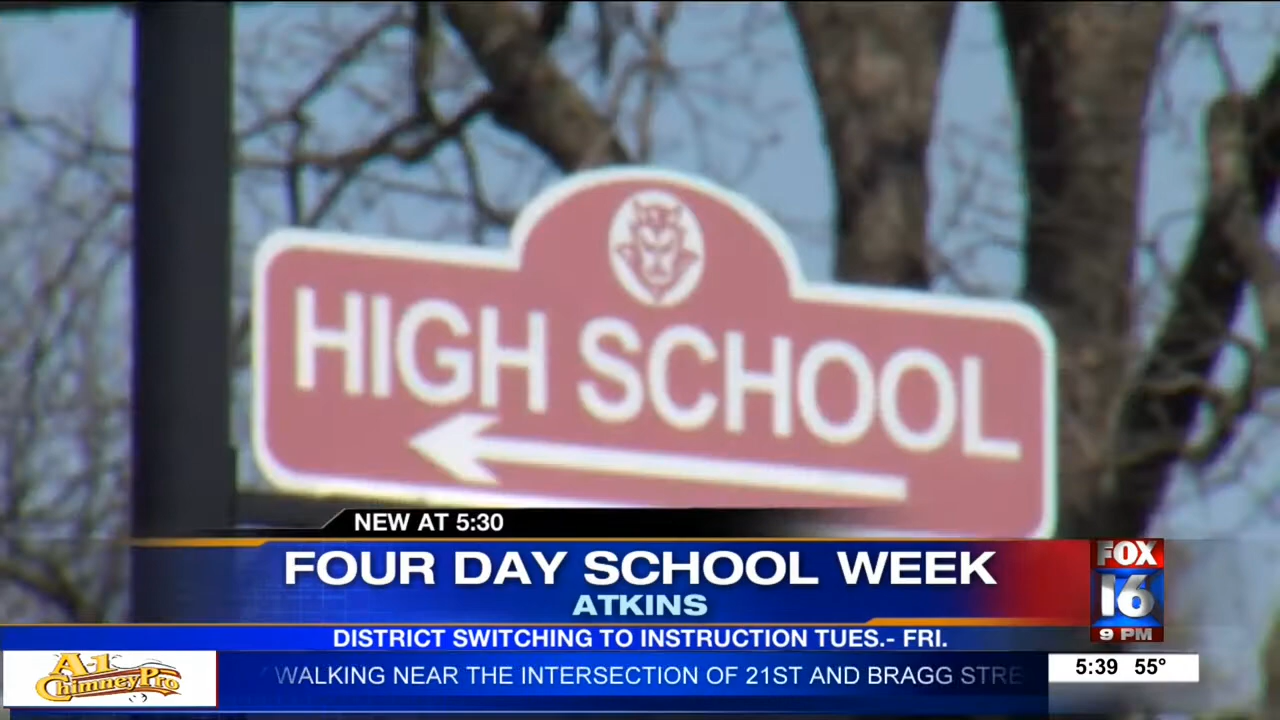 HIGH SCHOOL
NEW AT 5:30
FOUR DAY SCHOOL WEEK
ATKINS
DISTRICT SWITCHING TO INSTRUCTION TUES.- FRI.
FOX
16
9 PM
A-1
ChimneyPro
WALKING NEAR THE INTERSECTION OF 21ST AND BRAGG STRE
5:39 55°